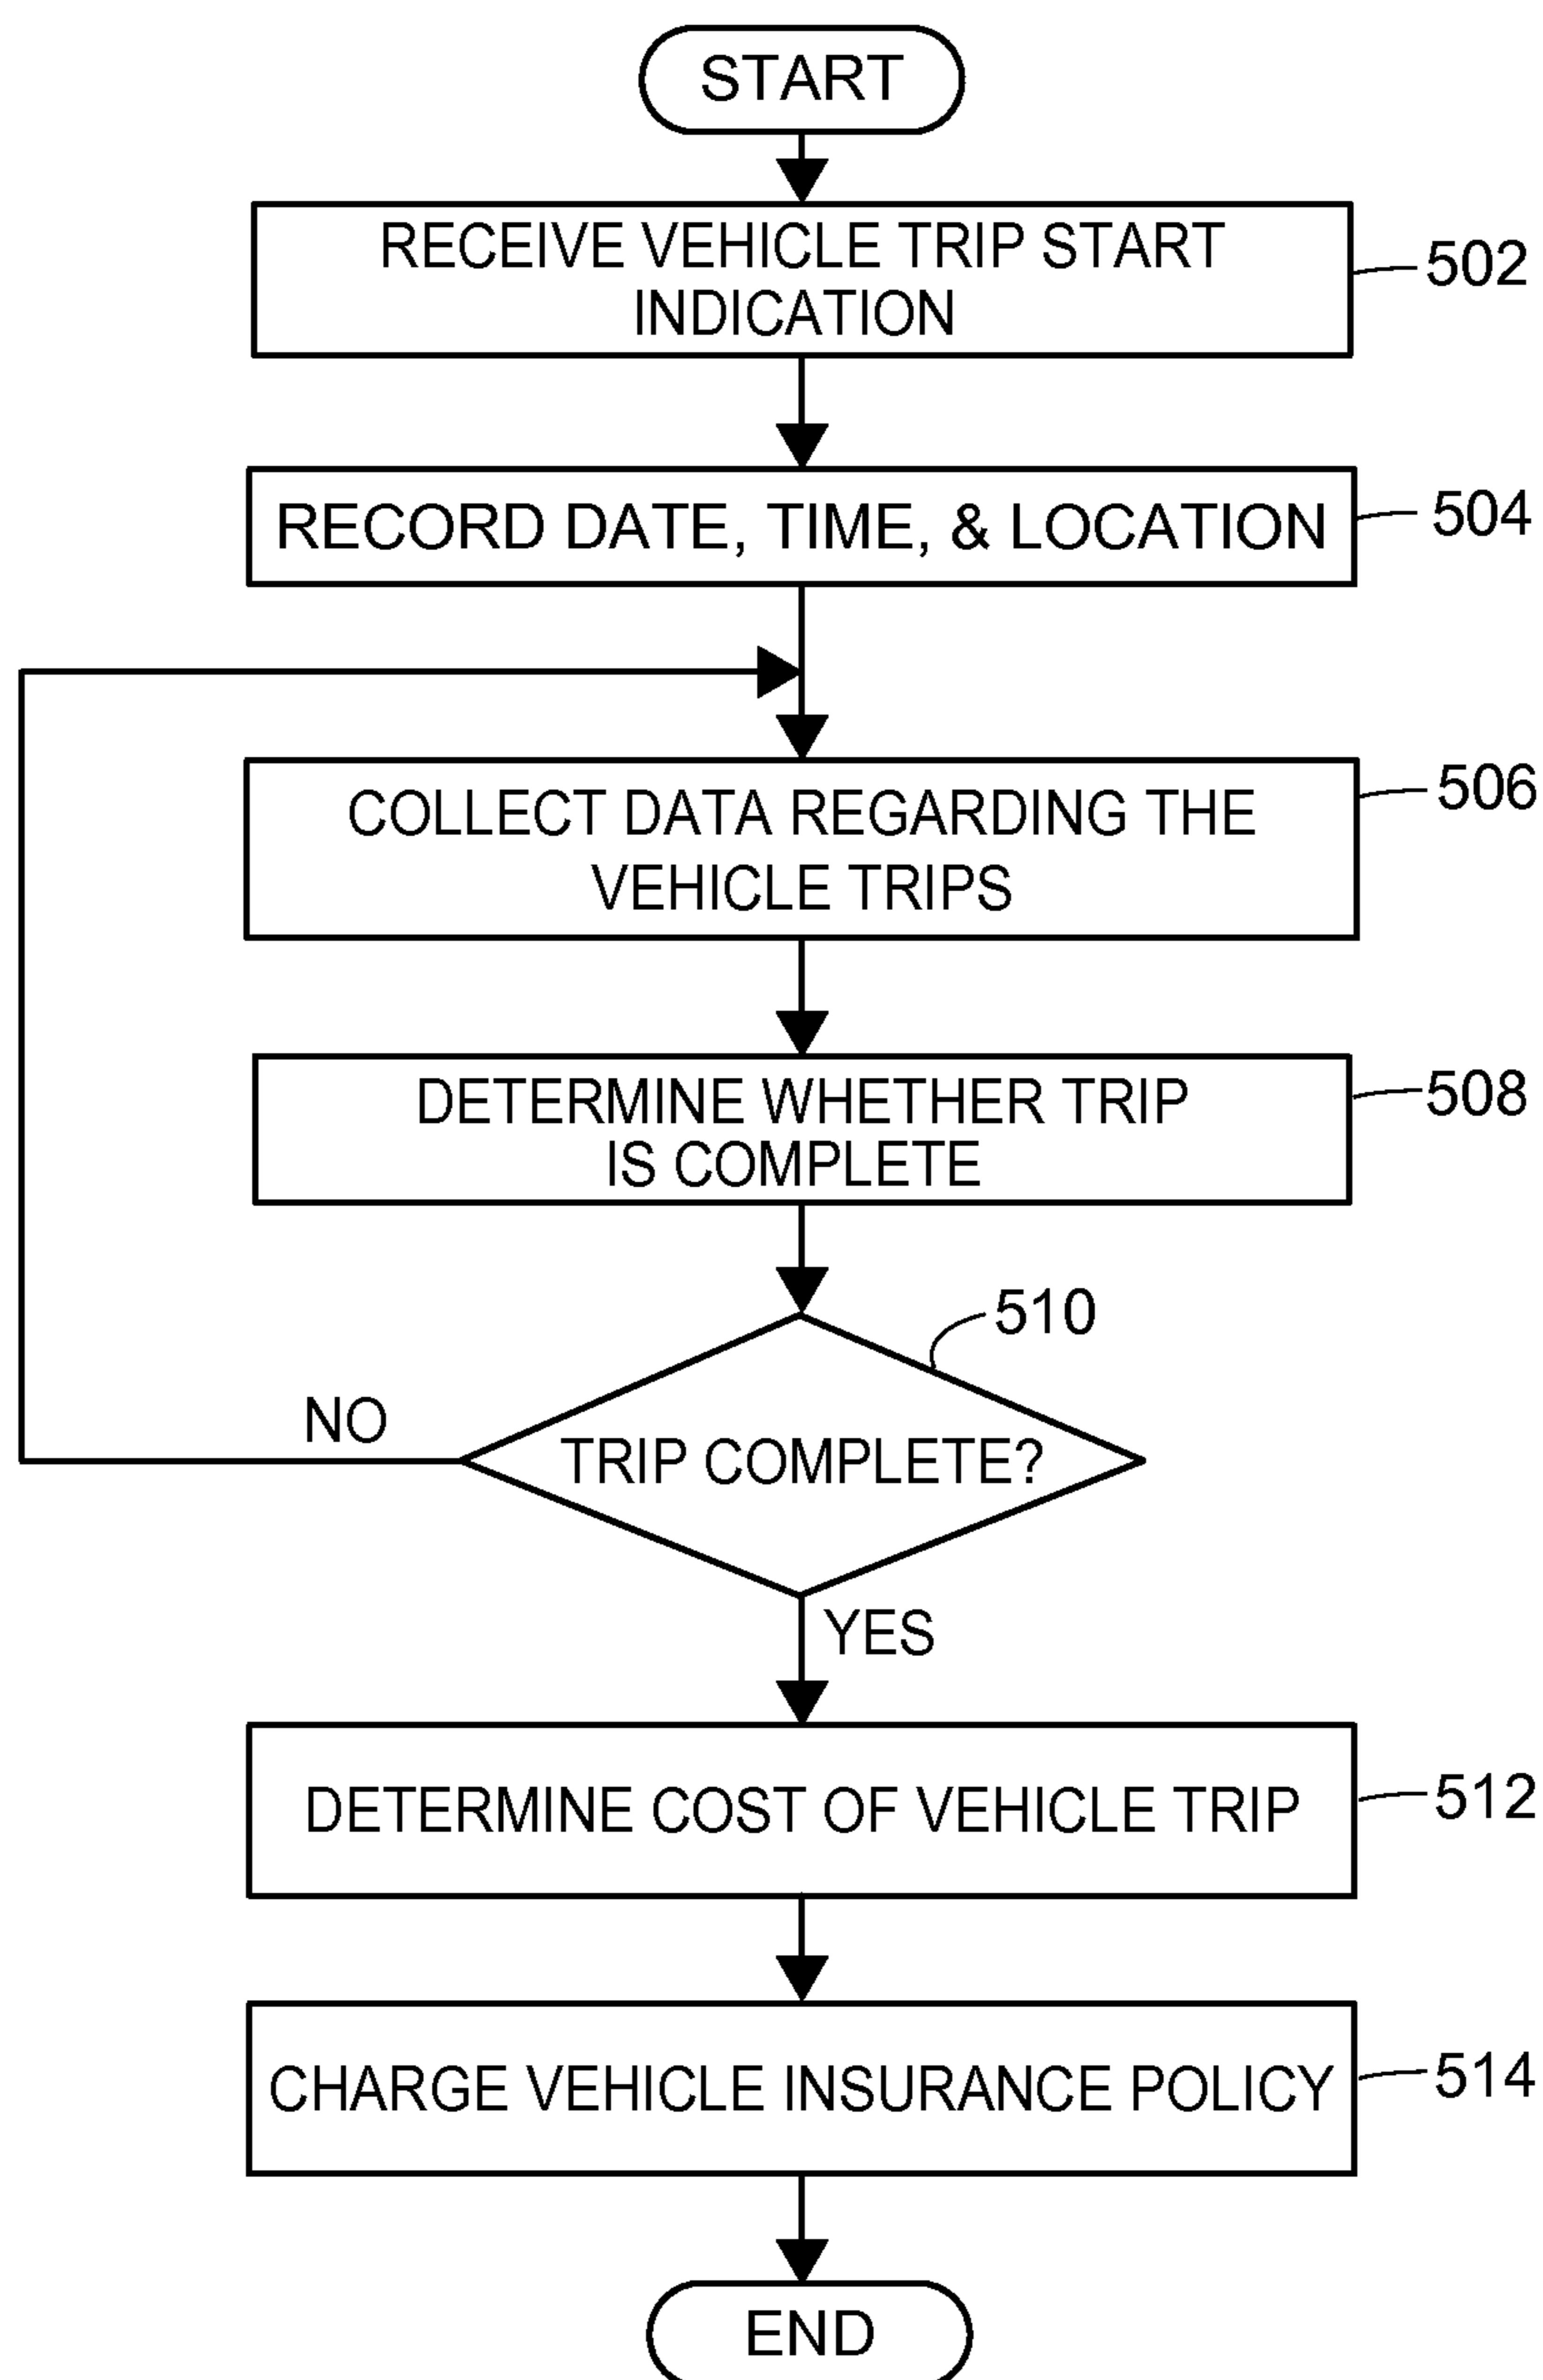 START
RECEIVE VEHICLE TRIP START
INDICATION
502
RECORD DATE, TIME, & LOCATION
504
COLLECT DATA REGARDING THE
VEHICLE TRIPS
506
DETERMINE WHETHER TRIP
IS COMPLETE
508
510
NO
TRIP COMPLETE?
YES
DETERMINE COST OF VEHICLE TRIP
512
CHARGE VEHICLE INSURANCE POLICY
514
END